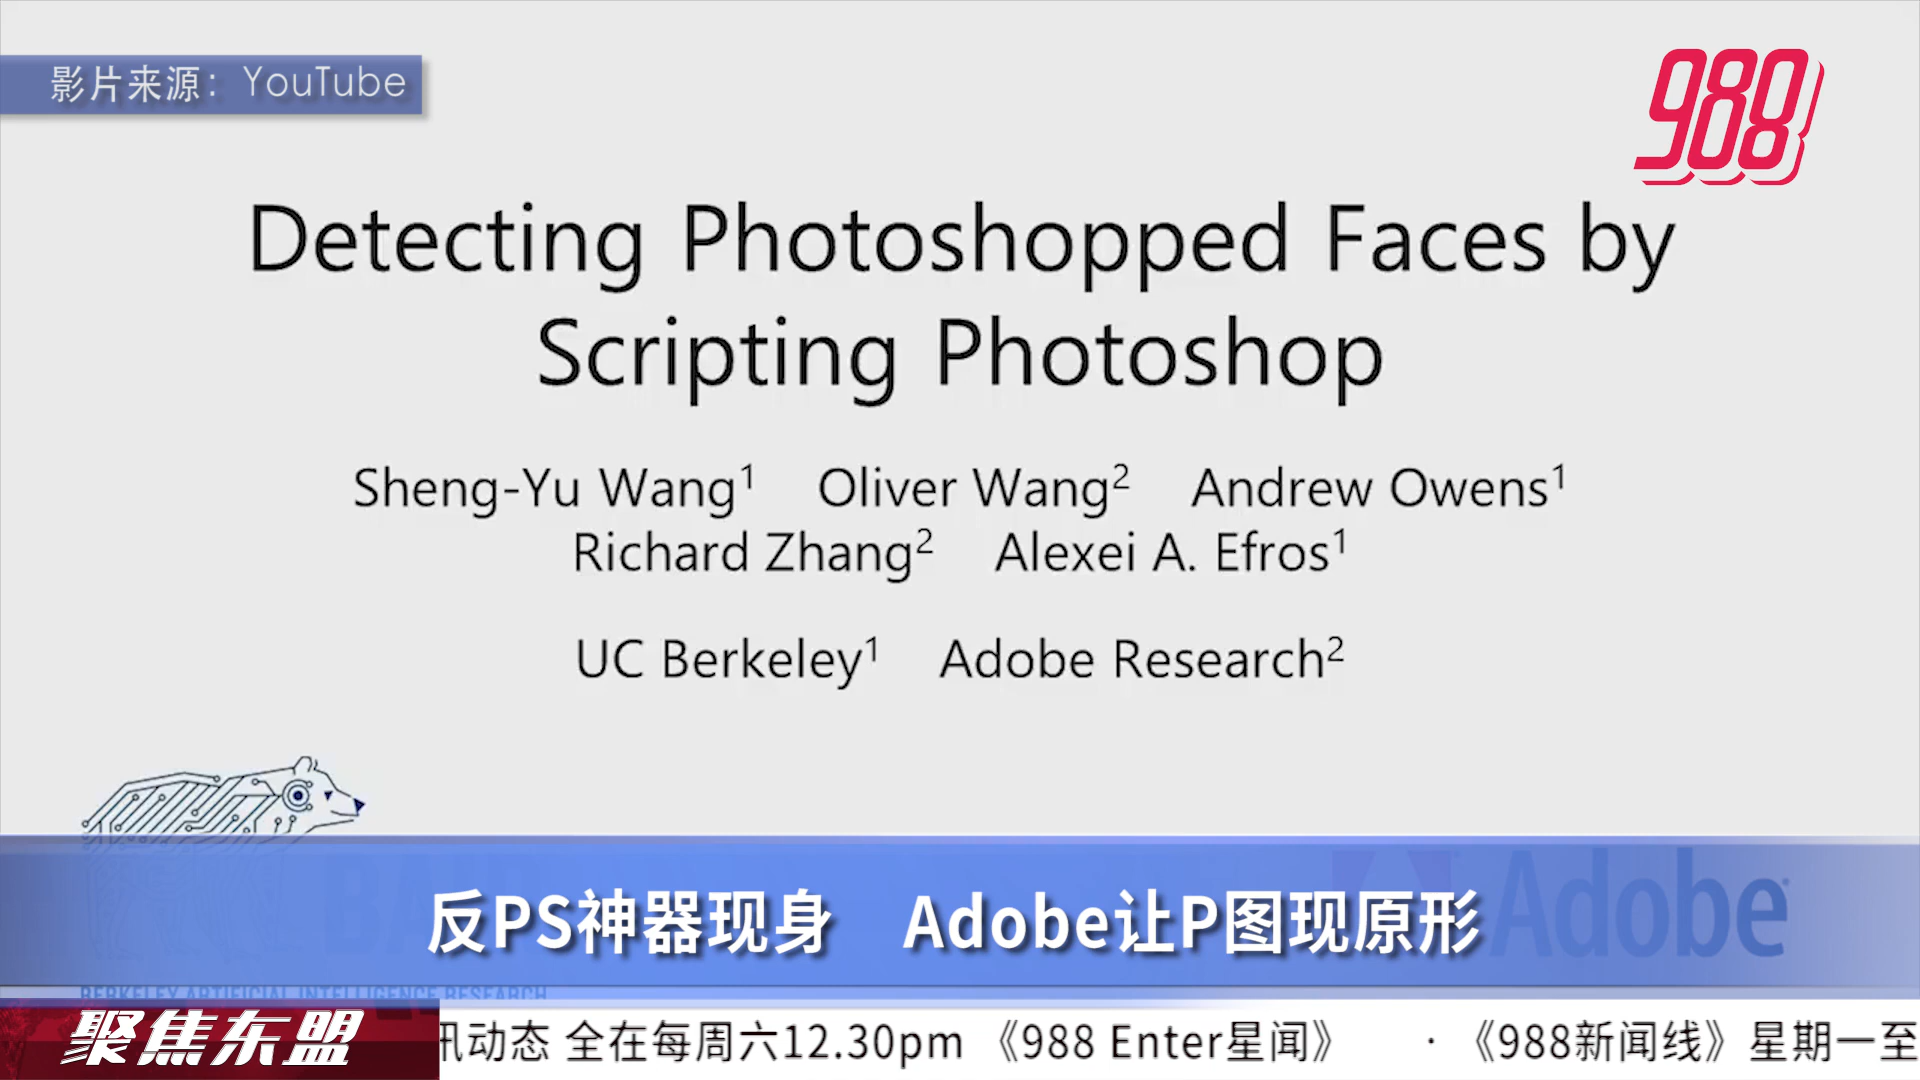 影片来源：YouTube
988
Detecting Photoshopped Faces by
Scripting Photoshop
Sheng-Yu Wang¹ Oliver Wang² Andrew Owens¹
Richard Zhang² Alexei A. Efros¹
UC Berkeley¹ Adobe Research²
反PS神器现身 Adobe让P图现原形
Adobe
BERKELEY ARTIFICIAL INTELLIGENCE RESEARCH
聚焦东盟
讯动态 全在每周六12.30pm 《988 Enter星闻》 · 《988新闻线》星期一至